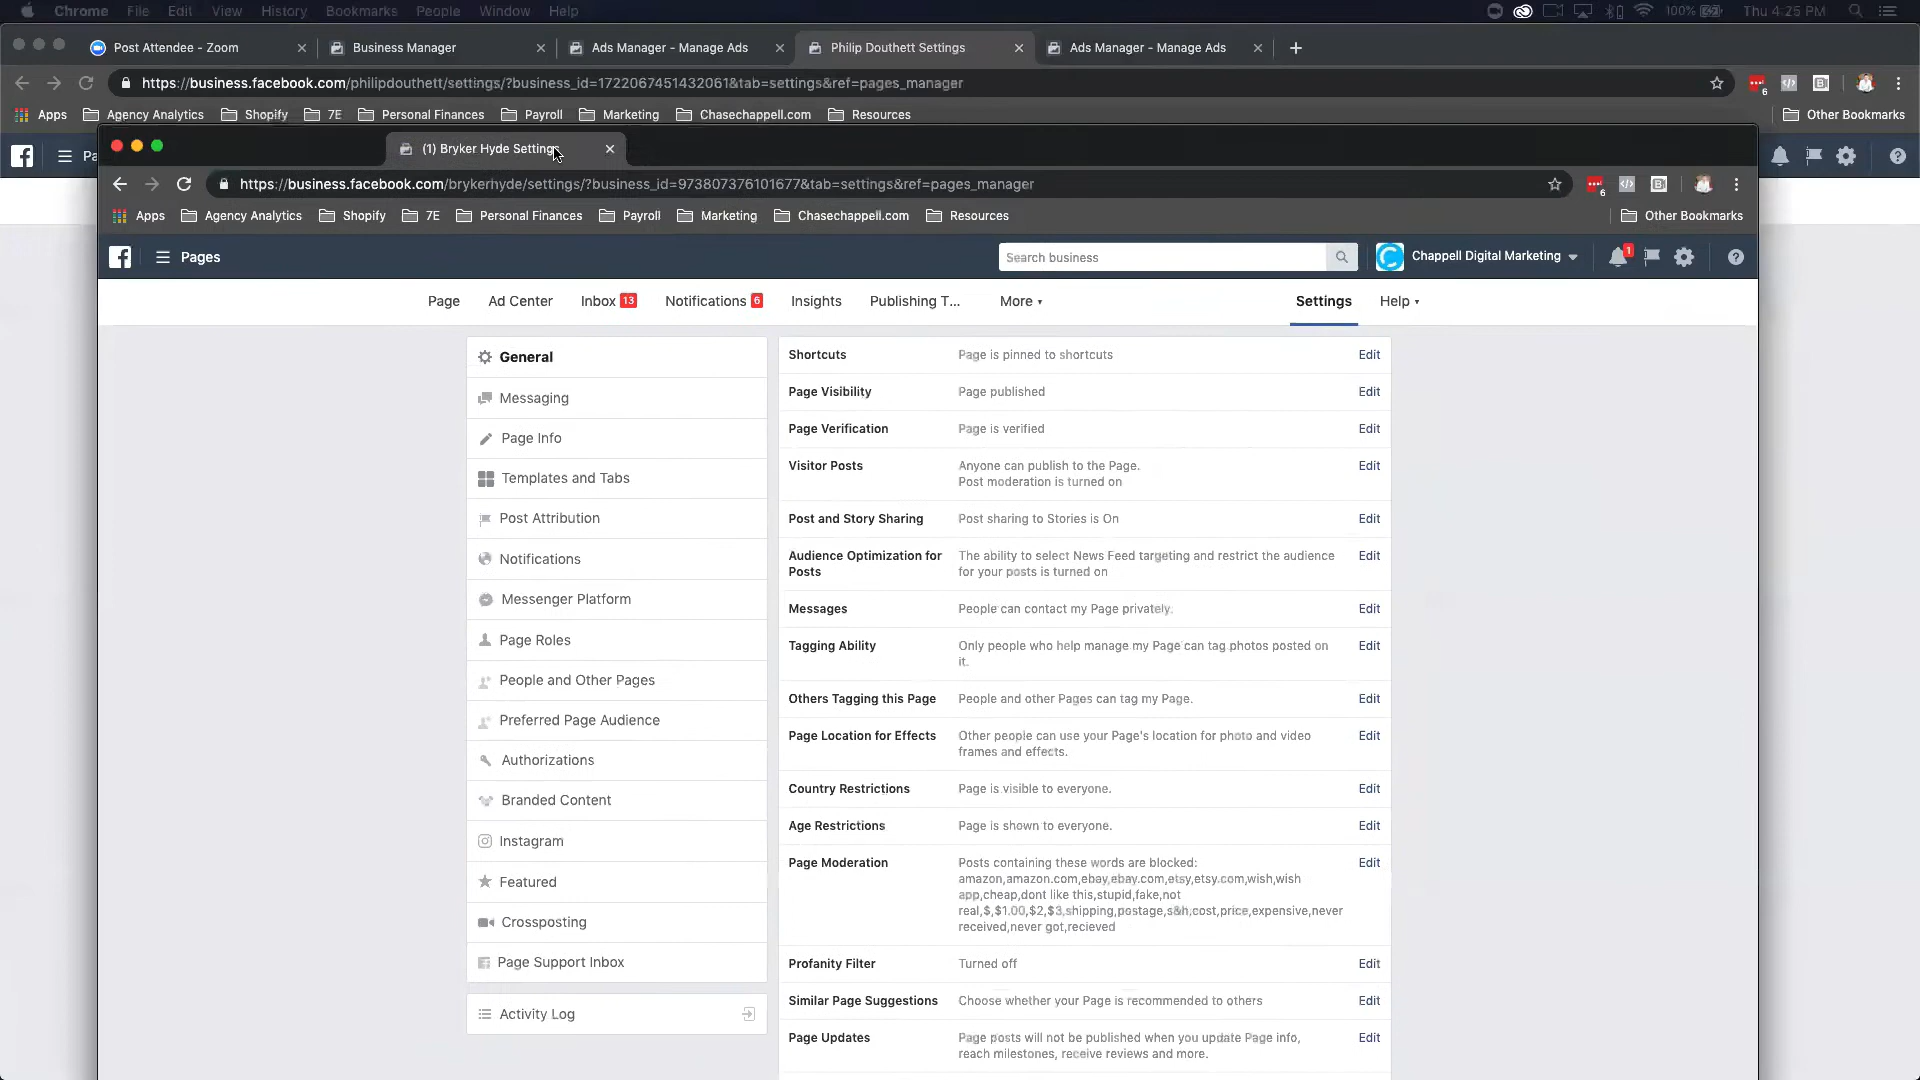 Chrome File Edit View History Bookmarks People Window Help 100% Thu 4:25 PM
Post Attendee - Zoom Business Manager Ads Manager - Manage Ads Philip Douthett Settings Ads Manager - Manage Ads
https://business.facebook.com/philipdouthett/settings/?business_id=1722067451432061&tab=settings&ref=pages_manager 6
Apps Agency Analytics Shopify 7E Personal Finances Payroll Marketing Chasechappell.com Resources Other Bookmarks
(1) Bryker Hyde Settings
https://business.facebook.com/brykerhyde/settings/?business_id=973807376101677&tab=settings&ref=pages_manager 6
Apps Agency Analytics Shopify 7E Personal Finances Payroll Marketing Chasechappell.com Resources Other Bookmarks
Pages Search business Chappell Digital Marketing 1
Page Ad Center Inbox 13 Notifications 6 Insights Publishing T... More Settings Help
General
Messaging
Page Info
Templates and Tabs
Post Attribution
Notifications
Messenger Platform
Page Roles
People and Other Pages
Preferred Page Audience
Authorizations
Branded Content
Instagram
Featured
Crossposting
Page Support Inbox
Activity Log
Shortcuts Page is pinned to shortcuts Edit
Page Visibility Page published Edit
Page Verification Page is verified Edit
Visitor Posts Anyone can publish to the Page. Edit
Post moderation is turned on
Post and Story Sharing Post sharing to Stories is On Edit
Audience Optimization for The ability to select News Feed targeting and restrict the audience Edit
Posts for your posts is turned on
Messages People can contact my Page privately. Edit
Tagging Ability Only people who help manage my Page can tag photos posted on Edit
it.
Others Tagging this Page People and other Pages can tag my Page. Edit
Page Location for Effects Other people can use your Page's location for photo and video Edit
frames and effects.
Country Restrictions Page is visible to everyone. Edit
Age Restrictions Page is shown to everyone. Edit
Page Moderation Posts containing these words are blocked: Edit
amazon,amazon.com,ebay,ebay.com,etsy,etsy.com,wish,wish
app,cheap,dont like this,stupid,fake,not
real,$,$1.00,$2,$3,shipping,postage,s&h,cost,price,expensive,never
received,never got,recieved
Profanity Filter Turned off Edit
Similar Page Suggestions Choose whether your Page is recommended to others Edit
Page Updates Page posts will not be published when you update Page info, Edit
reach milestones, receive reviews and more.